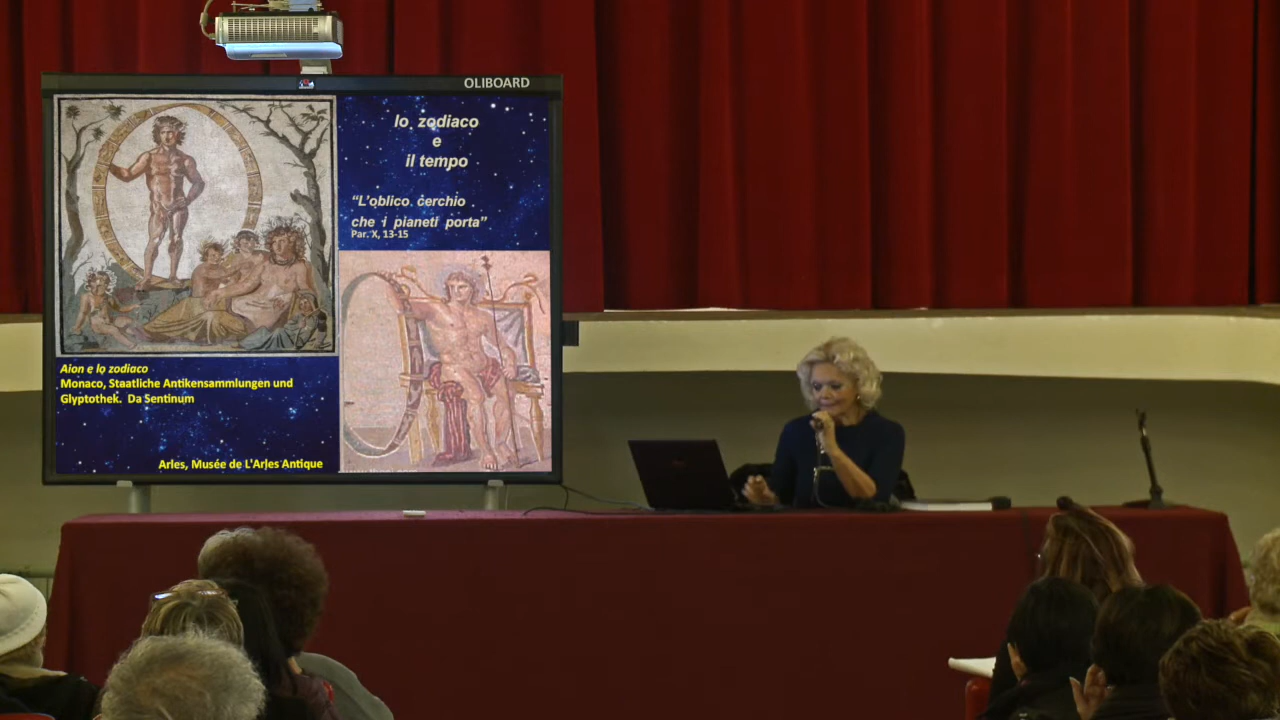 OLIBOARD
lo zodiaco
e
il tempo
“L'oblico cerchio
che i pianeti porta”
Par. X, 13-15
Aion e lo zodiaco
Monaco, Staatliche Antikensammlungen und
Glyptothek. Da Sentinum
Arles, Musée de L'Arles Antique